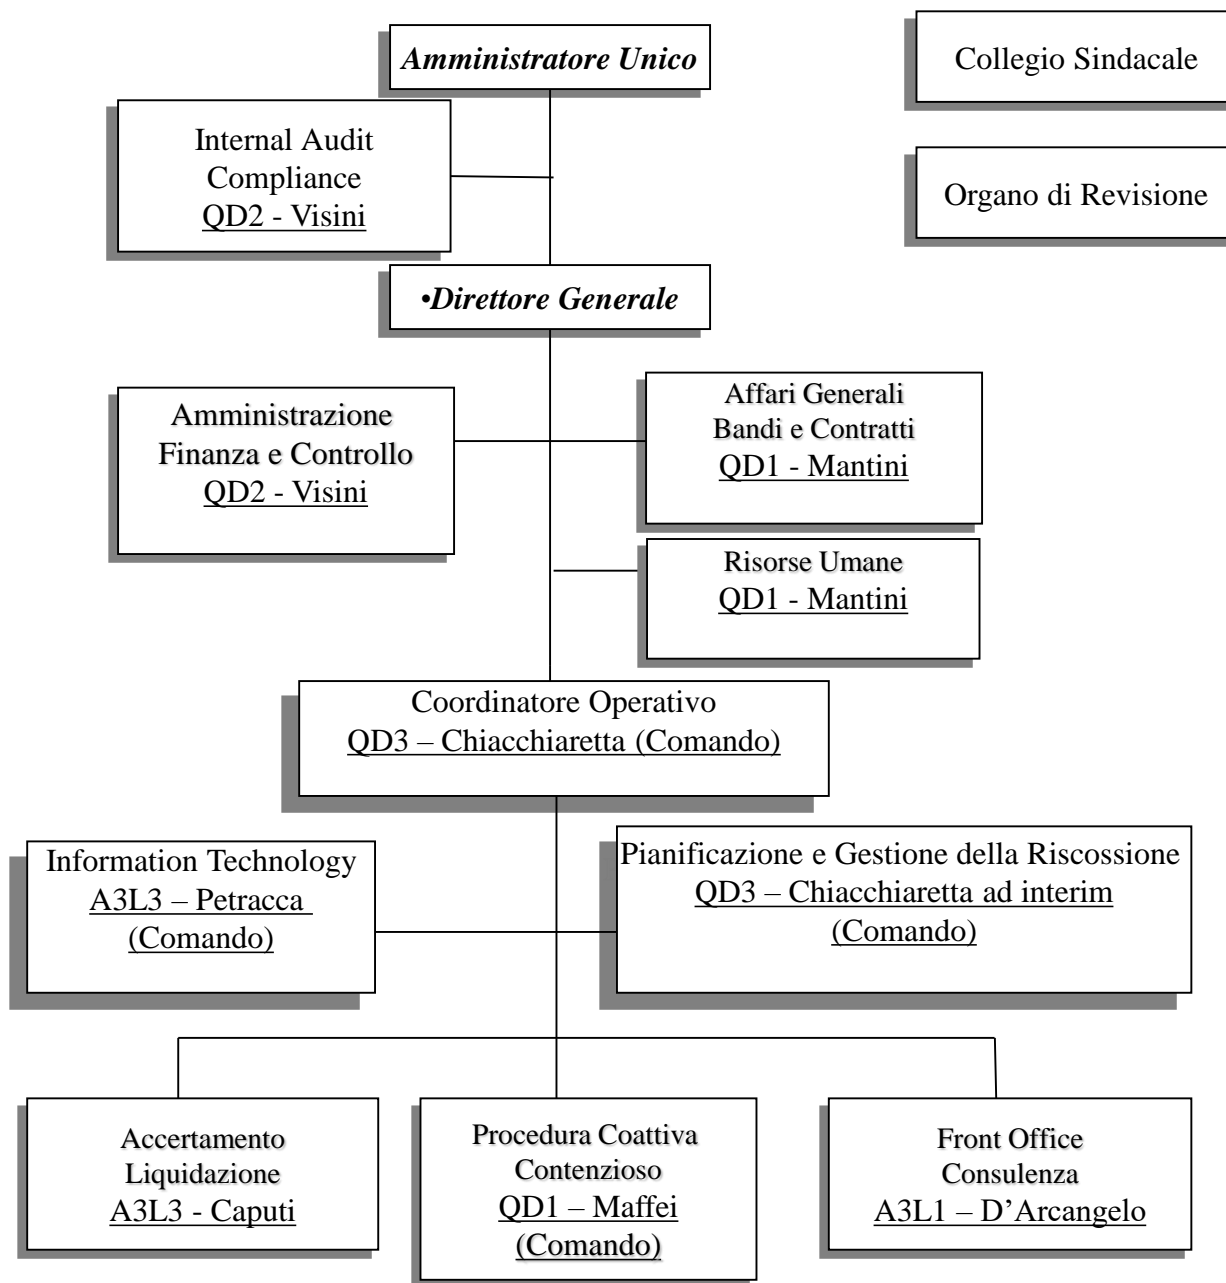 Amministratore Unico
Collegio Sindacale
Internal Audit
Compliance
QD2 - Visini
Organo di Revisione
•Direttore Generale
Amministrazione
Finanza e Controllo
QD2 - Visini
Affari Generali
Bandi e Contratti
QD1 - Mantini
Risorse Umane
QD1 - Mantini
Coordinatore Operativo
QD3 – Chiacchiaretta (Comando)
Information Technology
A3L3 – Petracca
(Comando)
Pianificazione e Gestione della Riscossione
QD3 – Chiacchiaretta ad interim
(Comando)
Accertamento
Liquidazione
A3L3 - Caputi
Procedura Coattiva
Contenzioso
QD1 – Maffei
(Comando)
Front Office
Consulenza
A3L1 – D’Arcangelo